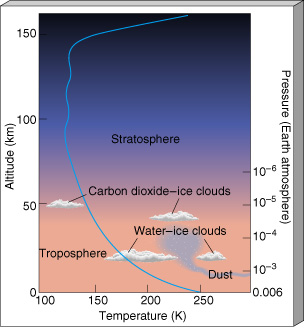 150
100
50
0
Altitude (km)
Stratosphere
Carbon dioxide–ice clouds
Water–ice clouds
Troposphere
Dust
10⁻⁶
10⁻⁵
10⁻⁴
10⁻³
0.006
Pressure (Earth atmosphere)
100 150 200 250
Temperature (K)